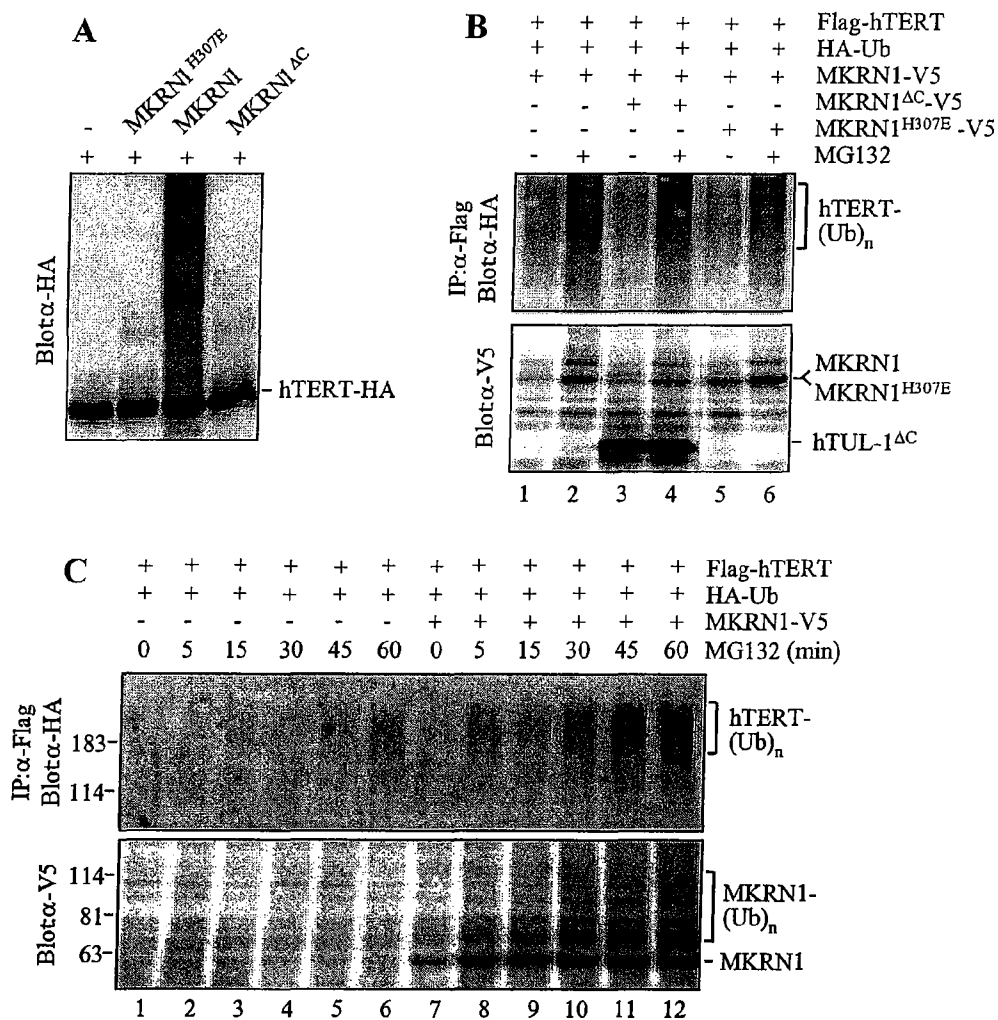 A
- MKRN1 H307E MKRN1 MKRN1 ΔC
+ + + +
Blotα-HA
hTERT-HA
B
+ + + + + + Flag-hTERT
+ + + + + + HA-Ub
+ + + + + + MKRN1-V5
- - + + - - MKRN1ΔC-V5
- - - - + + MKRN1H307E-V5
- + - + - + MG132
IP:α-Flag
Blotα-HA
hTERT-
(Ub)n
Blotα-V5
MKRN1
MKRN1H307E
hTUL-1ΔC
1 2 3 4 5 6
C
+ + + + + + + + + + + + Flag-hTERT
+ + + + + + + + + + + + HA-Ub
- - - - - - + + + + + + MKRN1-V5
0 5 15 30 45 60 0 5 15 30 45 60 MG132 (min)
IP:α-Flag
Blotα-HA
183
114
hTERT-
(Ub)n
Blotα-V5
114
81
63
MKRN1-
(Ub)n
MKRN1
1 2 3 4 5 6 7 8 9 10 11 12